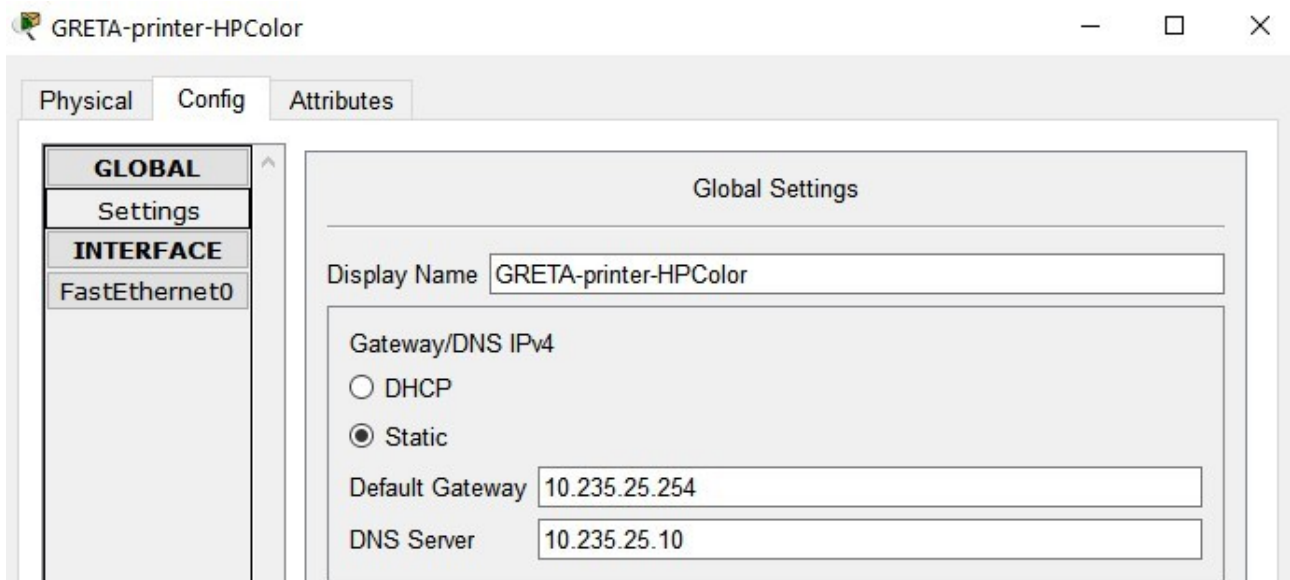 GRETA-printer-HPColor
Physical Config Attributes
GLOBAL
Settings
INTERFACE
FastEthernet0
Global Settings
Display Name GRETA-printer-HPColor
Gateway/DNS IPv4
DHCP
Static
Default Gateway 10.235.25.254
DNS Server 10.235.25.10